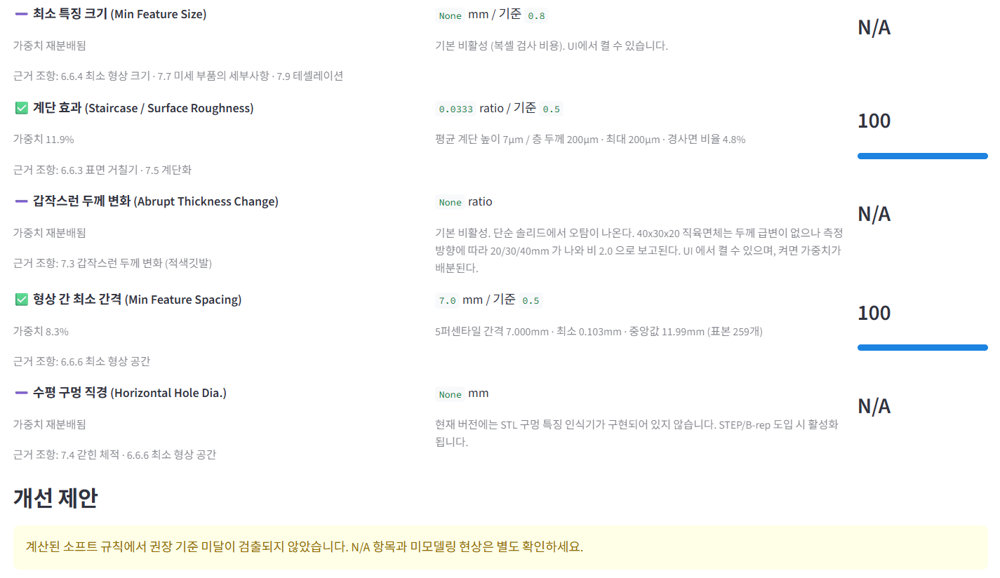 최소 특징 크기 (Min Feature Size)
None mm / 기준 0.8
N/A
가중치 재분배됨
기본 비활성 (복셀 검사 비용). UI에서 켤 수 있습니다.
근거 조항: 6.6.4 최소 형상 크기 · 7.7 미세 부품의 세부사항 · 7.9 테셀레이션
계단 효과 (Staircase / Surface Roughness)
0.0333 ratio / 기준 0.5
100
가중치 11.9%
평균 계단 높이 7µm / 층 두께 200µm · 최대 200µm · 경사면 비율 4.8%
근거 조항: 6.6.3 표면 거칠기 · 7.5 계단화
갑작스런 두께 변화 (Abrupt Thickness Change)
None ratio
N/A
가중치 재분배됨
기본 비활성. 단순 솔리드에서 오탐이 나온다. 40x30x20 직육면체는 두께 급변이 없으나 측정
방향에 따라 20/30/40mm 가 나와 비 2.0 으로 보고된다. UI 에서 켤 수 있으며, 켜면 가중치가
배분된다.
근거 조항: 7.3 갑작스런 두께 변화 (적색깃발)
형상 간 최소 간격 (Min Feature Spacing)
7.0 mm / 기준 0.5
100
가중치 8.3%
5퍼센타일 간격 7.000mm · 최소 0.103mm · 중앙값 11.99mm (표본 259개)
근거 조항: 6.6.6 최소 형상 공간
수평 구멍 직경 (Horizontal Hole Dia.)
None mm
N/A
가중치 재분배됨
현재 버전에는 STL 구멍 특징 인식기가 구현되어 있지 않습니다. STEP/B-rep 도입 시 활성화
됩니다.
근거 조항: 7.4 갇힌 체적 · 6.6.6 최소 형상 공간
개선 제안
계산된 소프트 규칙에서 권장 기준 미달이 검출되지 않았습니다. N/A 항목과 미모델링 현상은 별도 확인하세요.